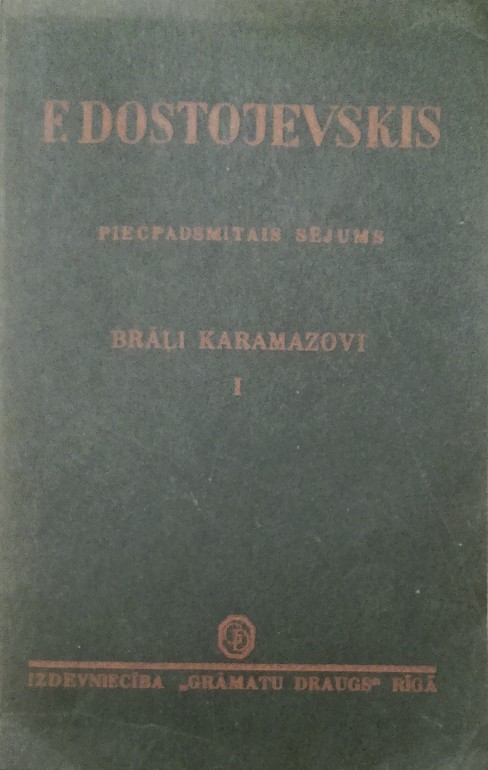 F. DOSTOJEVSKIS
PIECPADSMITAIS SĒJUMS
BRĀĻI KARAMAZOVI
I
IZDEVNIECĪBA „GRĀMATU DRAUGS“ RĪGĀ